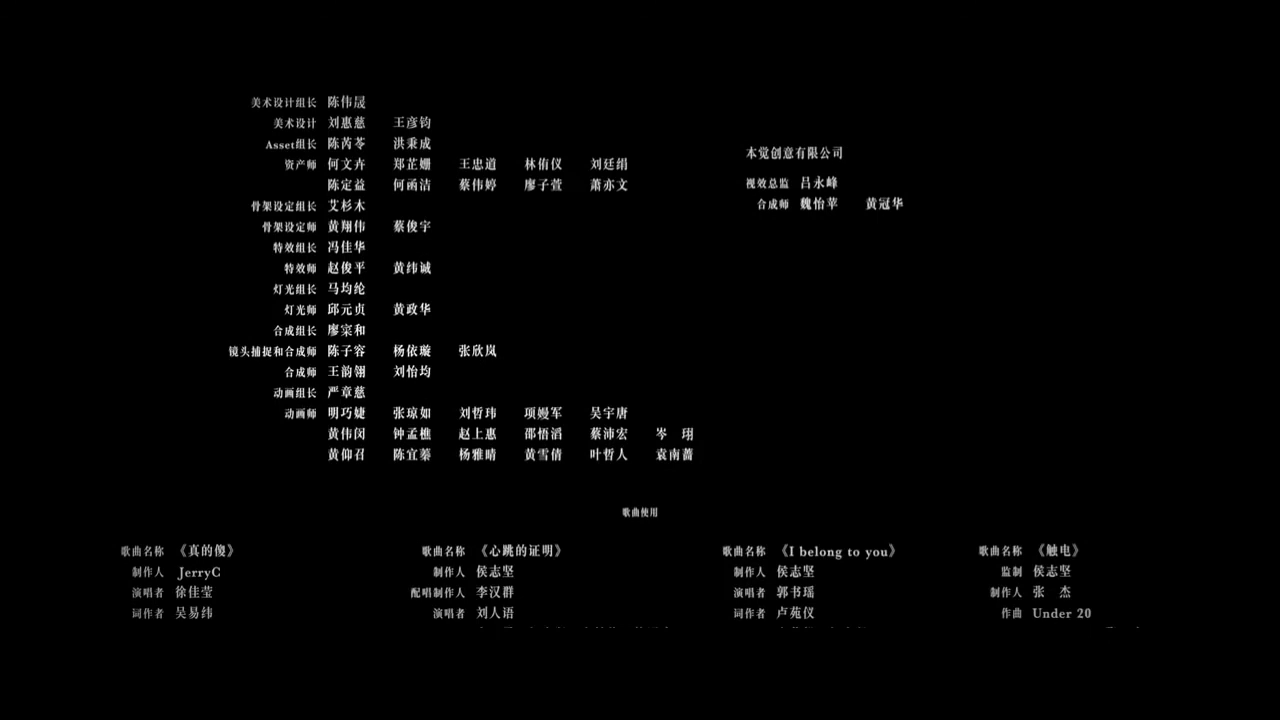 美术设计组长 陈伟晟
美术设计 刘惠慈 王彦钧
Asset组长 陈芮苓 洪秉成
资产师 何文卉 郑芷姗 王忠道 林侑仪 刘廷绢
陈定益 何函洁 蔡伟婷 廖子萱 萧亦文
骨架设定组长 艾杉木
骨架设定师 黄翔伟 蔡俊宇
特效组长 冯佳华
特效师 赵俊平 黄纬诚
灯光组长 马均纶
灯光师 邱元贞 黄政华
合成组长 廖寀和
镜头捕捉和合成师 陈子容 杨依璇 张欣岚
合成师 王韵翎 刘怡均
动画组长 严章慈
动画师 明巧婕 张琼如 刘哲玮 项嫚军 吴宇唐
黄伟闵 钟孟樵 赵上惠 邵悟滔 蔡沛宏 岑 珝
黄仰召 陈宜蓁 杨雅晴 黄雪倩 叶哲人 袁南蔷
本觉创意有限公司
视效总监 吕永峰
合成师 魏怡苹 黄冠华
歌曲使用
歌曲名称 《真的傻》
制作人 JerryC
演唱者 徐佳莹
词作者 吴易纬
歌曲名称 《心跳的证明》
制作人 侯志坚
配唱制作人 李汉群
演唱者 刘人语
歌曲名称 《I belong to you》
制作人 侯志坚
演唱者 郭书瑶
词作者 卢苑仪
歌曲名称 《触电》
监制 侯志坚
制作人 张 杰
作曲 Under 20